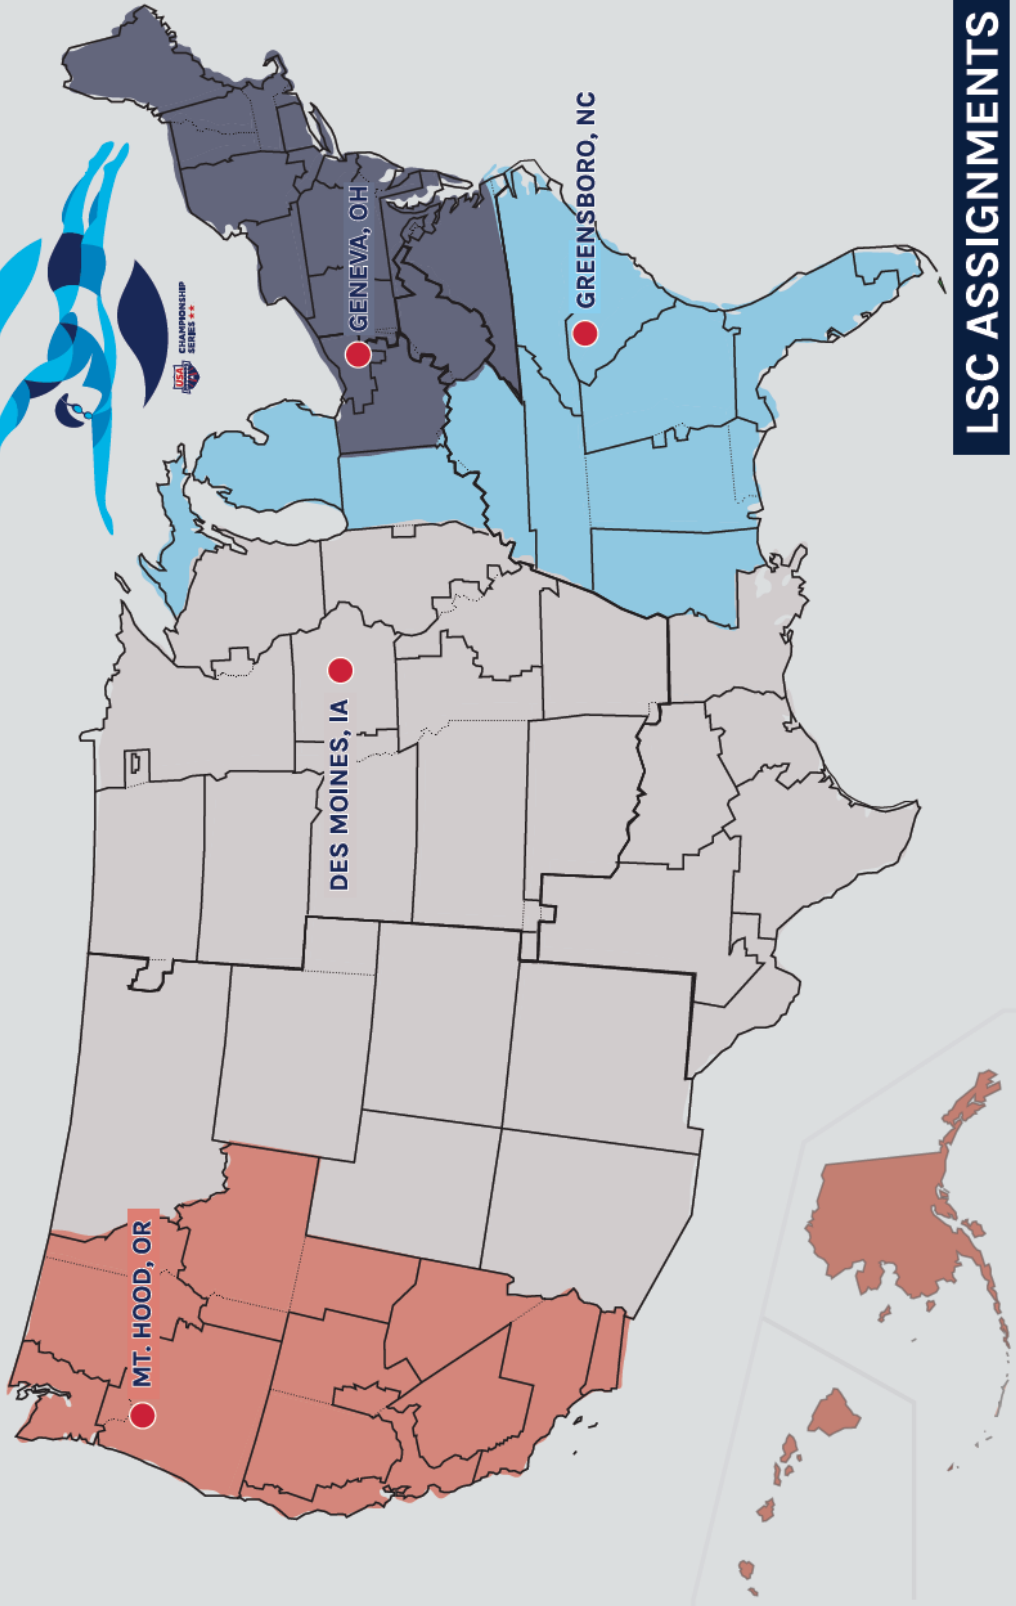 LSC ASSIGNMENTS
USA
CHAMPIONSHIP
SERIES
GENEVA, OH
GREENSBORO, NC
DES MOINES, IA
MT. HOOD, OR